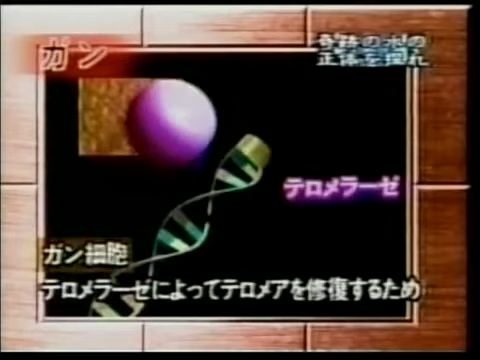 ガン
奇跡の水の
正体を探れ
テロメラーゼ
ガン細胞
テロメラーゼによってテロメアを修復するため